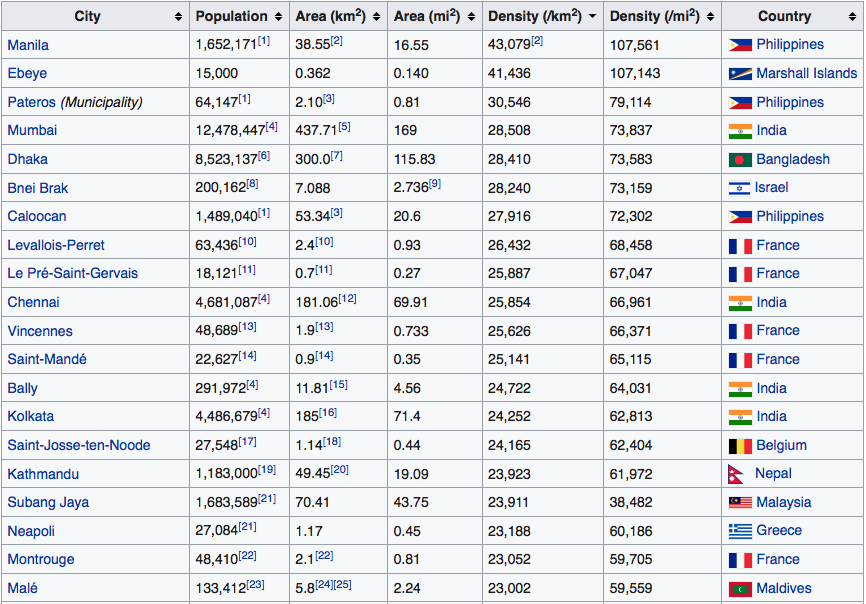 City Population Area (km2) Area (mi2) Density (/km2) Density (/mi2) Country
Manila 1,652,171[1] 38.55[2] 16.55 43,079[2] 107,561 Philippines
Ebeye 15,000 0.362 0.140 41,436 107,143 Marshall Islands
Pateros (Municipality) 64,147[1] 2.10[3] 0.81 30,546 79,114 Philippines
Mumbai 12,478,447[4] 437.71[5] 169 28,508 73,837 India
Dhaka 8,523,137[6] 300.0[7] 115.83 28,410 73,583 Bangladesh
Bnei Brak 200,162[8] 7.088 2.736[9] 28,240 73,159 Israel
Caloocan 1,489,040[1] 53.34[3] 20.6 27,916 72,302 Philippines
Levallois-Perret 63,436[10] 2.4[10] 0.93 26,432 68,458 France
Le Pré-Saint-Gervais 18,121[11] 0.7[11] 0.27 25,887 67,047 France
Chennai 4,681,087[4] 181.06[12] 69.91 25,854 66,961 India
Vincennes 48,689[13] 1.9[13] 0.733 25,626 66,371 France
Saint-Mandé 22,627[14] 0.9[14] 0.35 25,141 65,115 France
Bally 291,972[4] 11.81[15] 4.56 24,722 64,031 India
Kolkata 4,486,679[4] 185[16] 71.4 24,252 62,813 India
Saint-Josse-ten-Noode 27,548[17] 1.14[18] 0.44 24,165 62,404 Belgium
Kathmandu 1,183,000[19] 49.45[20] 19.09 23,923 61,972 Nepal
Subang Jaya 1,683,589[21] 70.41 43.75 23,911 38,482 Malaysia
Neapoli 27,084[21] 1.17 0.45 23,188 60,186 Greece
Montrouge 48,410[22] 2.1[22] 0.81 23,052 59,705 France
Malé 133,412[23] 5.8[24][25] 2.24 23,002 59,559 Maldives